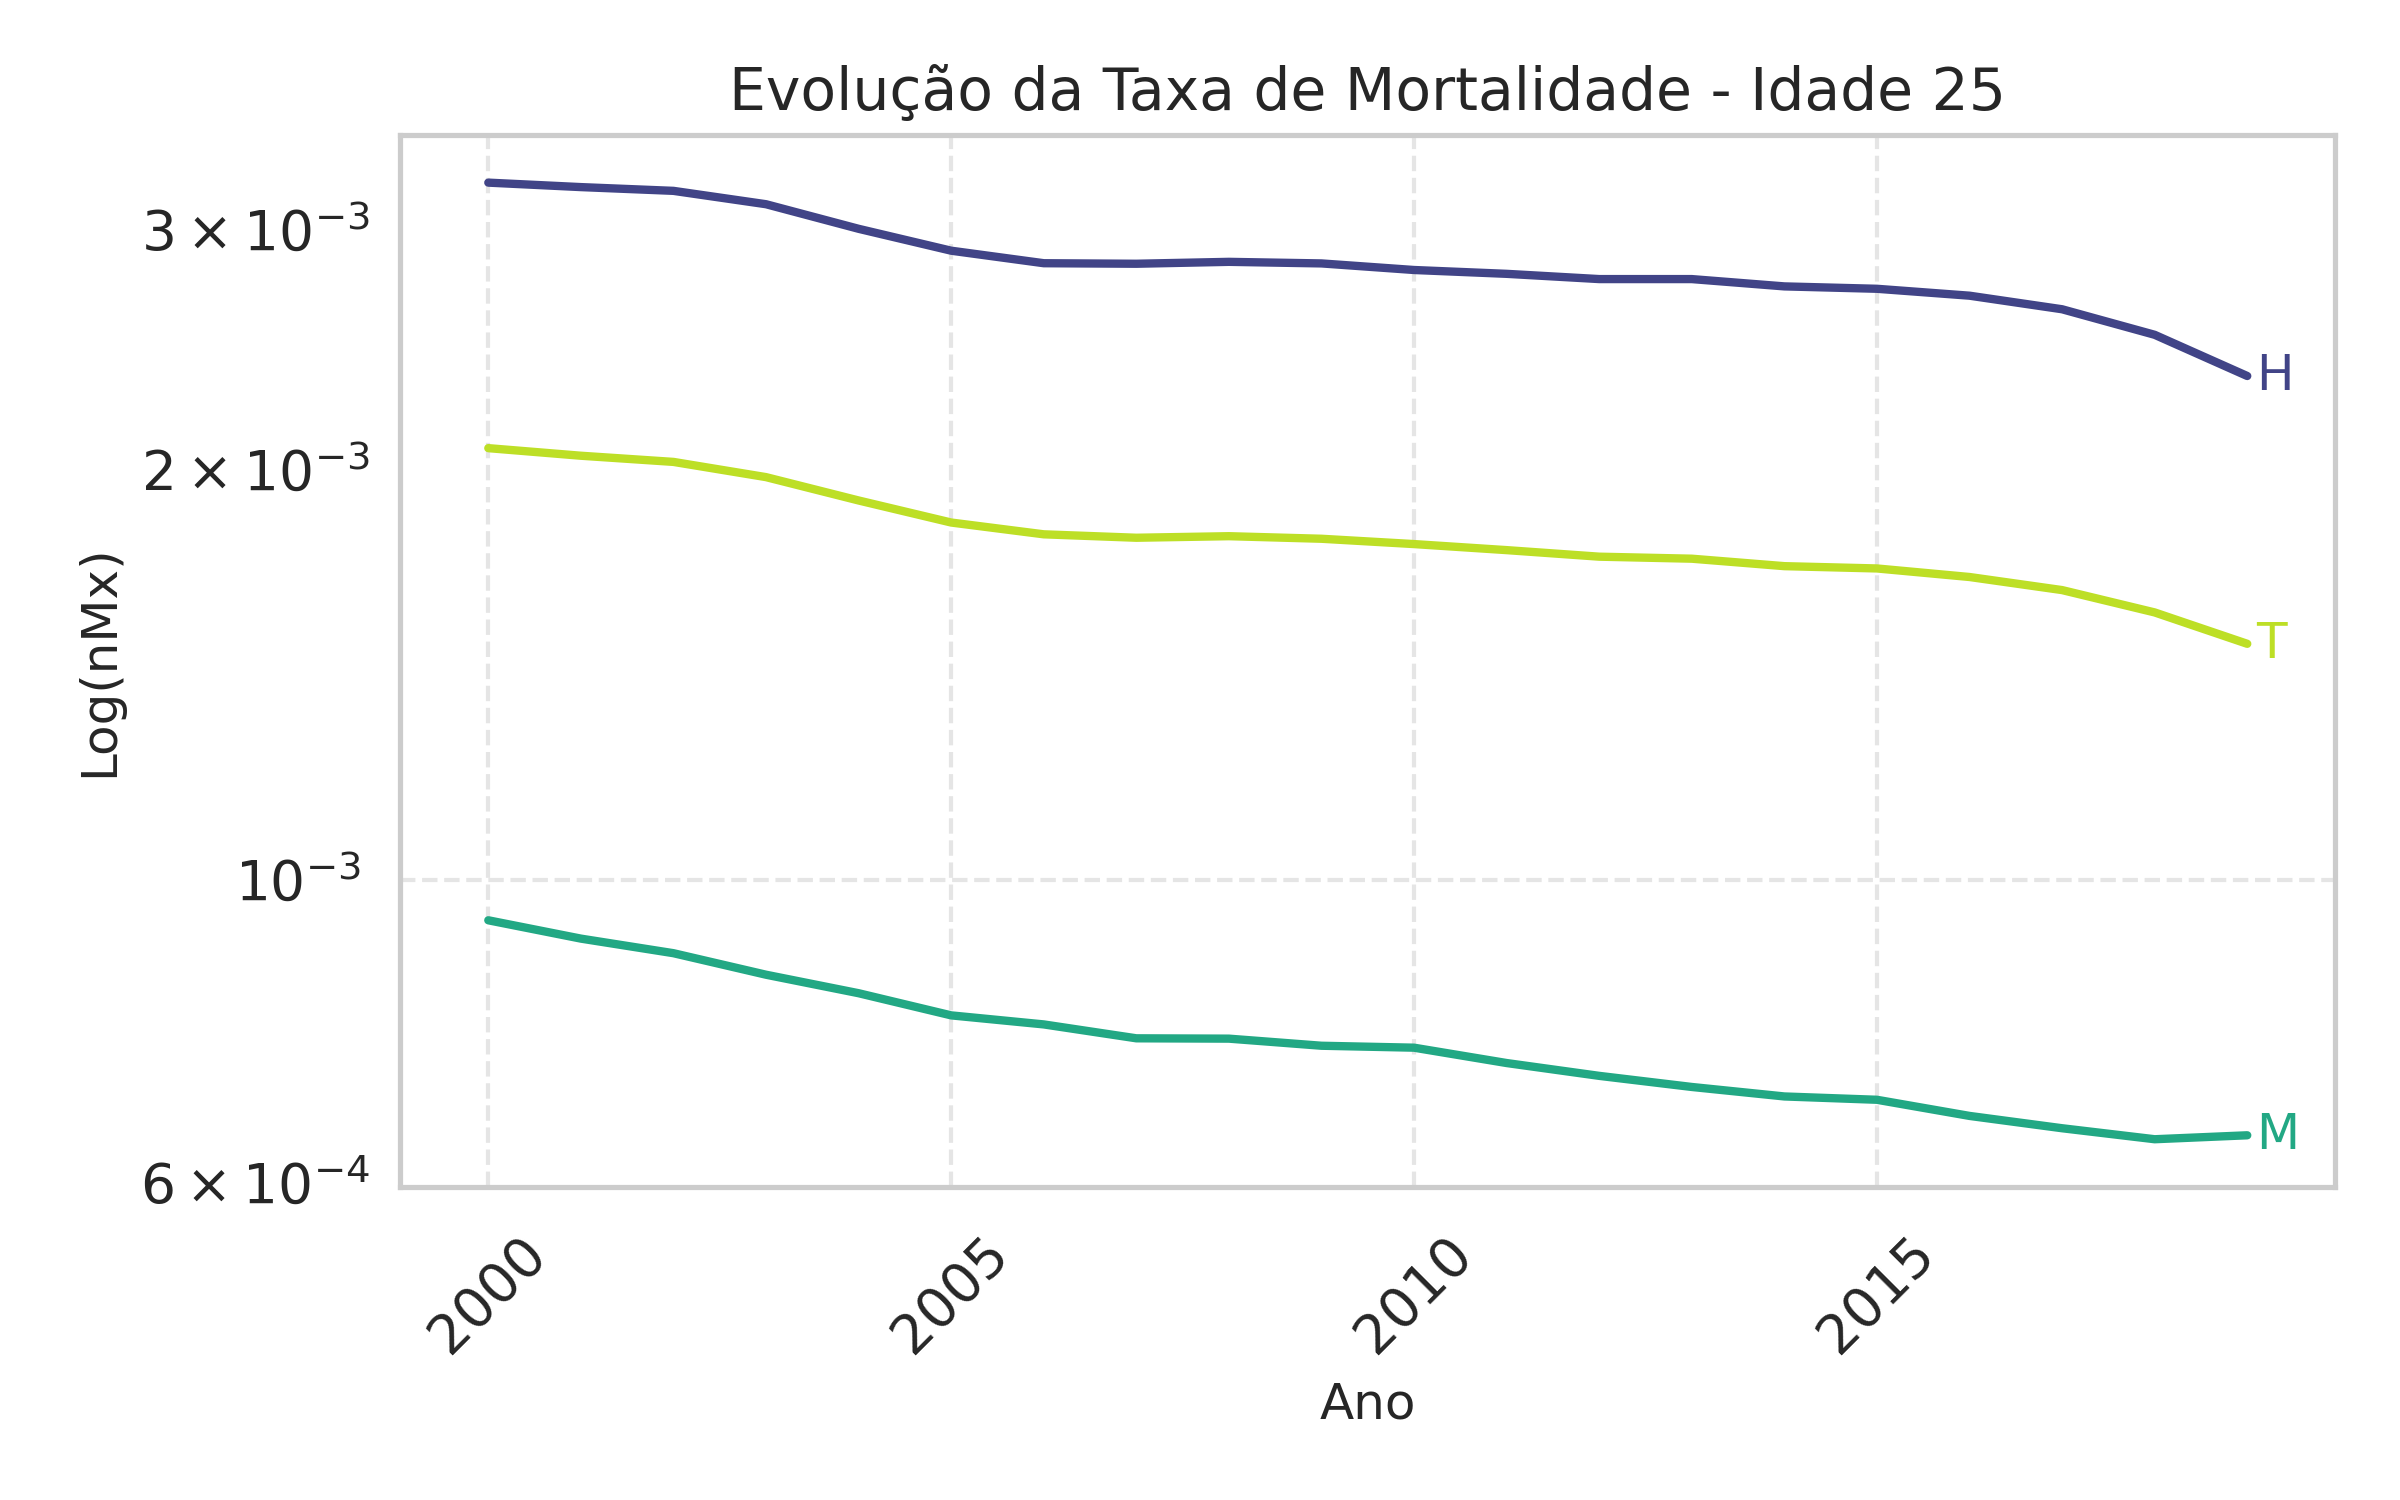 Evolução da Taxa de Mortalidade - Idade 25
3 × 10⁻³
2 × 10⁻³
10⁻³
6 × 10⁻⁴
Log(nMx)
H
T
M
2000
2005
2010
2015
Ano